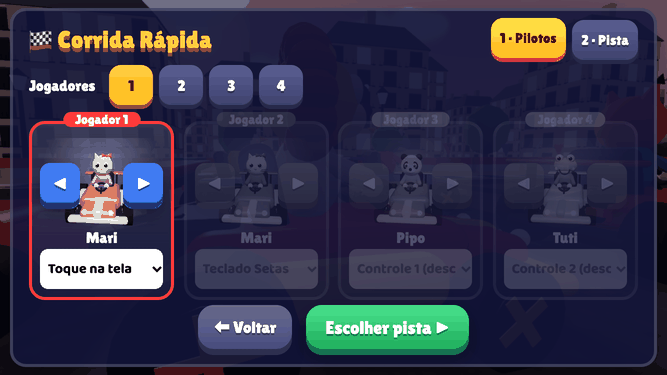 Corrida Rápida
1 · Pilotos
2 · Pista
Jogadores
1
2
3
4
Jogador 1
Jogador 2
Jogador 3
Jogador 4
Mari
Mari
Pipo
Tuti
Toque na tela
Teclado Setas
Controle 1 (desc
Controle 2 (desc
Voltar
Escolher pista